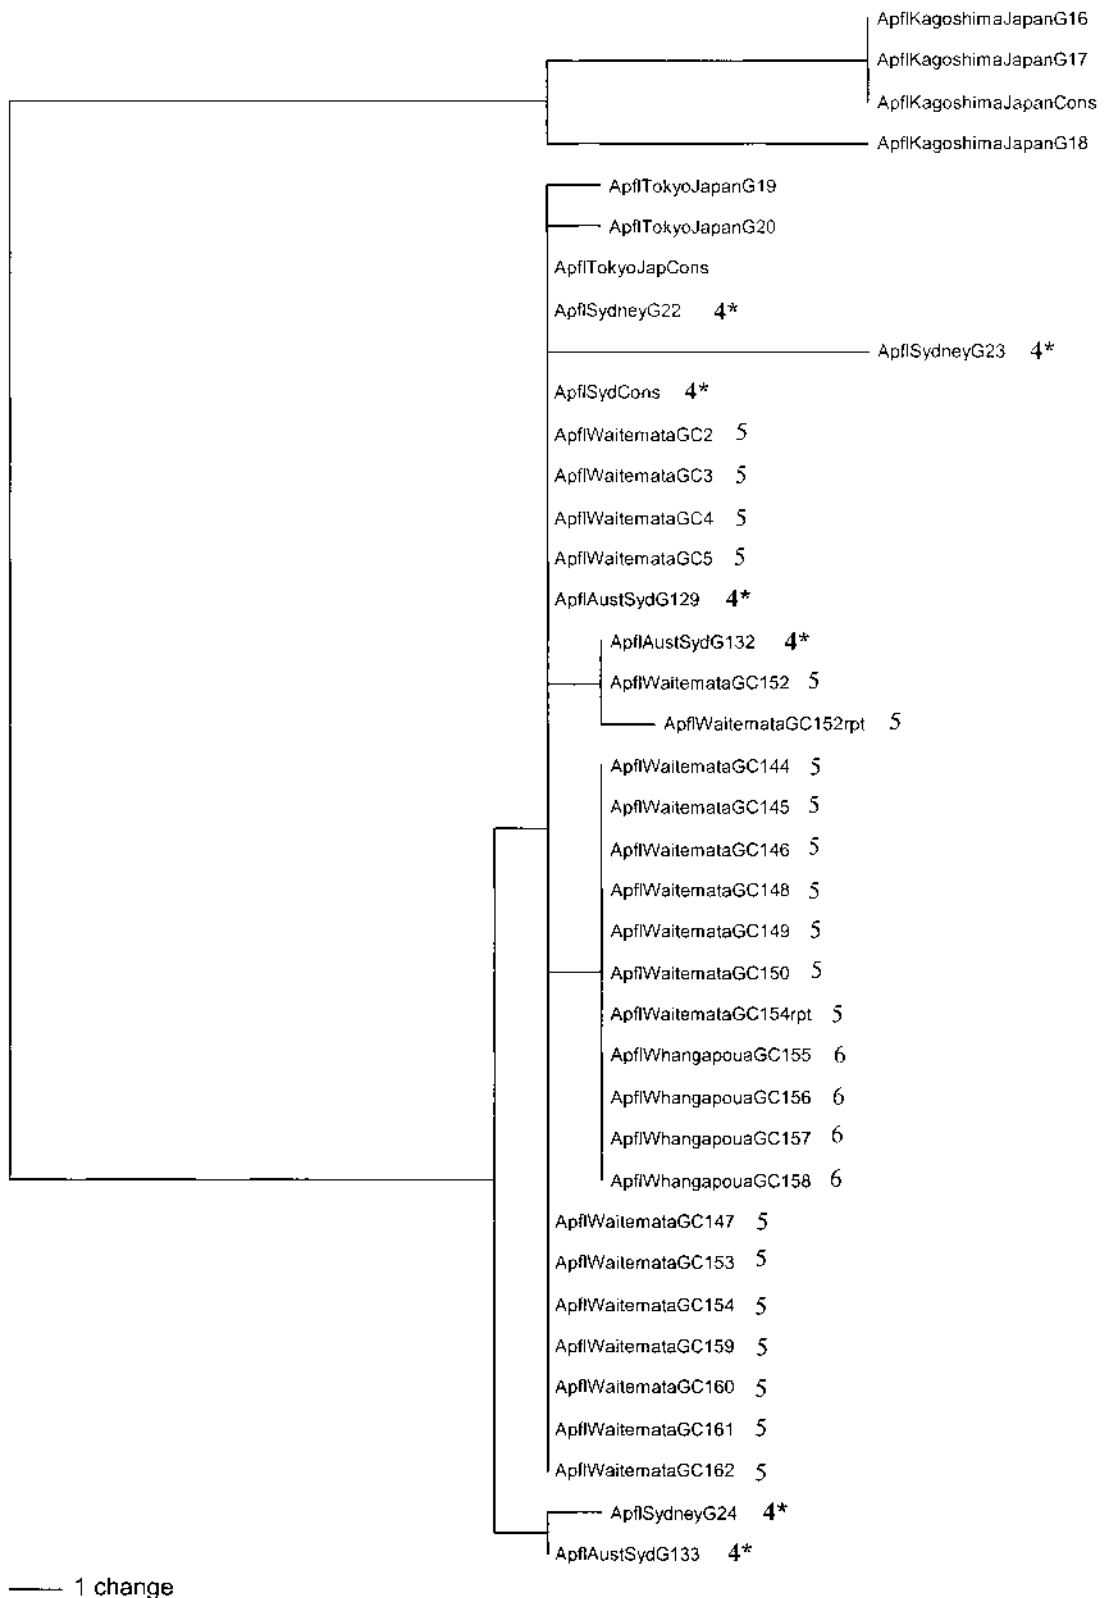 ApflKagoshimaJapanG16
ApflKagoshimaJapanG17
ApflKagoshimaJapanCons
ApflKagoshimaJapanG18
ApflTokyoJapanG19
ApflTokyoJapanG20
ApflTokyoJapCons
ApflSydneyG22 4*
ApflSydneyG23 4*
ApflSydCons 4*
ApflWaitemataGC2 5
ApflWaitemataGC3 5
ApflWaitemataGC4 5
ApflWaitemataGC5 5
ApflAustSydG129 4*
ApflAustSydG132 4*
ApflWaitemataGC152 5
ApflWaitemataGC152rpt 5
ApflWaitemataGC144 5
ApflWaitemataGC145 5
ApflWaitemataGC146 5
ApflWaitemataGC148 5
ApflWaitemataGC149 5
ApflWaitemataGC150 5
ApflWaitemataGC154rpt 5
ApflWhangapouaGC155 6
ApflWhangapouaGC156 6
ApflWhangapouaGC157 6
ApflWhangapouaGC158 6
ApflWaitemataGC147 5
ApflWaitemataGC153 5
ApflWaitemataGC154 5
ApflWaitemataGC159 5
ApflWaitemataGC160 5
ApflWaitemataGC161 5
ApflWaitemataGC162 5
ApflSydneyG24 4*
ApflAustSydG133 4*
1 change